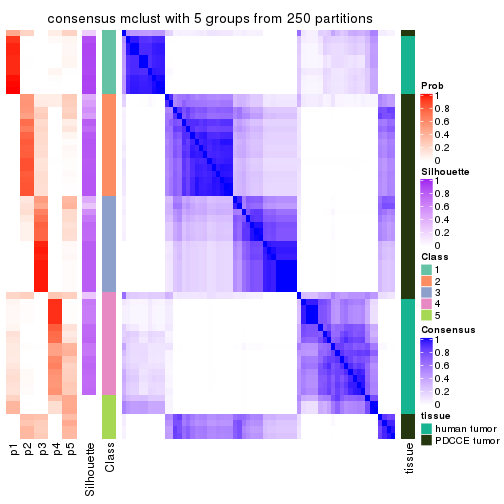 consensus mclust with 5 groups from 250 partitions
Prob
1
0.8
0.6
0.4
0.2
0
Silhouette
1
0.8
0.6
0.4
0.2
0
Class
1
2
3
4
5
Consensus
1
0.8
0.6
0.4
0.2
0
tissue
human tumor
PDCCE tumor
p1
p2
p3
p4
p5
Silhouette
Class
tissue